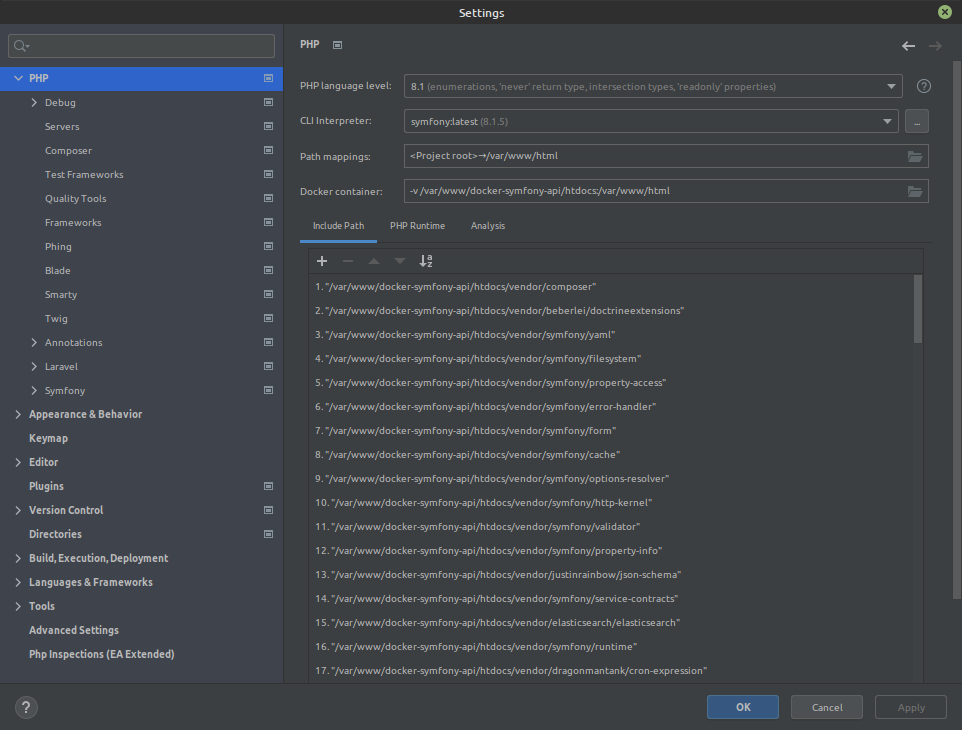 Settings
PHP
Debug
Servers
Composer
Test Frameworks
Quality Tools
Frameworks
Phing
Blade
Smarty
Twig
Annotations
Laravel
Symfony
Appearance & Behavior
Keymap
Editor
Plugins
Version Control
Directories
Build, Execution, Deployment
Languages & Frameworks
Tools
Advanced Settings
Php Inspections (EA Extended)
PHP
PHP language level:
8.1 (enumerations, 'never' return type, intersection types, 'readonly' properties)
?
CLI Interpreter:
symfony:latest (8.1.5)
...
Path mappings:
<Project root>→/var/www/html
Docker container:
-v /var/www/docker-symfony-api/htdocs:/var/www/html
Include Path
PHP Runtime
Analysis
1. "/var/www/docker-symfony-api/htdocs/vendor/composer"
2. "/var/www/docker-symfony-api/htdocs/vendor/beberlei/doctrineextensions"
3. "/var/www/docker-symfony-api/htdocs/vendor/symfony/yaml"
4. "/var/www/docker-symfony-api/htdocs/vendor/symfony/filesystem"
5. "/var/www/docker-symfony-api/htdocs/vendor/symfony/property-access"
6. "/var/www/docker-symfony-api/htdocs/vendor/symfony/error-handler"
7. "/var/www/docker-symfony-api/htdocs/vendor/symfony/form"
8. "/var/www/docker-symfony-api/htdocs/vendor/symfony/cache"
9. "/var/www/docker-symfony-api/htdocs/vendor/symfony/options-resolver"
10. "/var/www/docker-symfony-api/htdocs/vendor/symfony/http-kernel"
11. "/var/www/docker-symfony-api/htdocs/vendor/symfony/validator"
12. "/var/www/docker-symfony-api/htdocs/vendor/symfony/property-info"
13. "/var/www/docker-symfony-api/htdocs/vendor/justinrainbow/json-schema"
14. "/var/www/docker-symfony-api/htdocs/vendor/symfony/service-contracts"
15. "/var/www/docker-symfony-api/htdocs/vendor/elasticsearch/elasticsearch"
16. "/var/www/docker-symfony-api/htdocs/vendor/symfony/runtime"
17. "/var/www/docker-symfony-api/htdocs/vendor/dragonmantank/cron-expression"
?
OK
Cancel
Apply